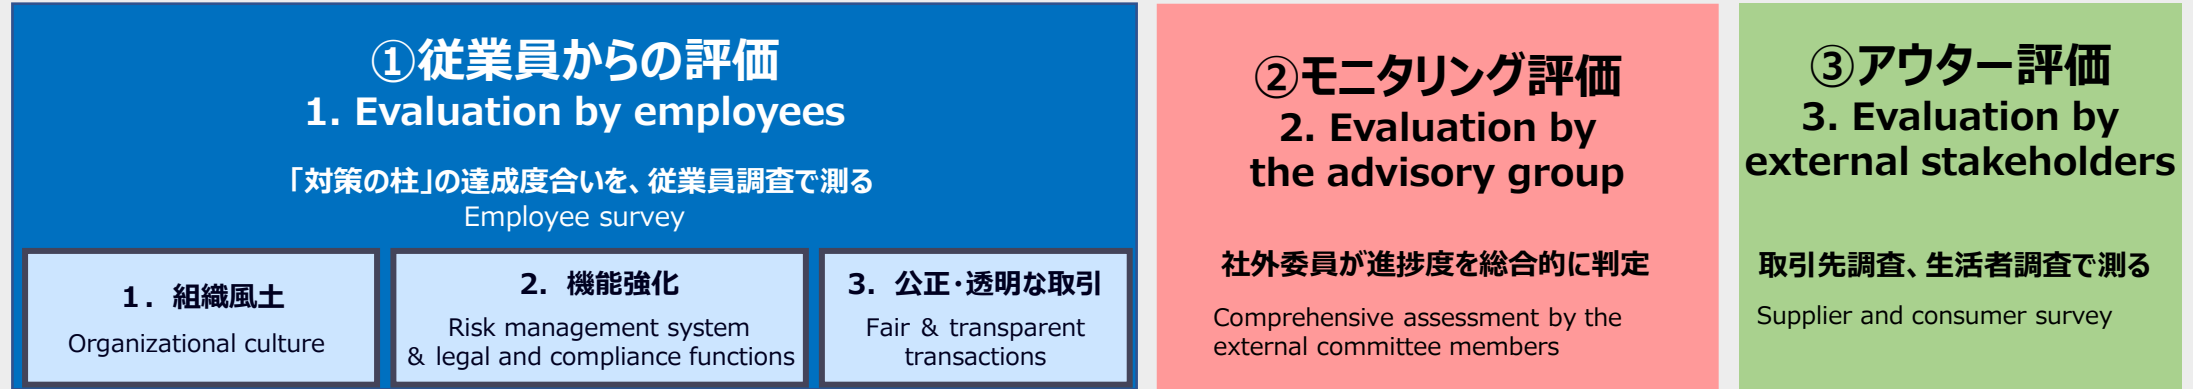 ①従業員からの評価
1. Evaluation by employees
「対策の柱」の達成度合いを、従業員調査で測る
Employee survey
１．組織風土
Organizational culture
2．機能強化
Risk management system
& legal and compliance functions
3．公正・透明な取引
Fair & transparent
transactions
②モニタリング評価
2. Evaluation by
the advisory group
社外委員が進捗度を総合的に判定
Comprehensive assessment by the
external committee members
③アウター評価
3. Evaluation by
external stakeholders
取引先調査、生活者調査で測る
Supplier and consumer survey